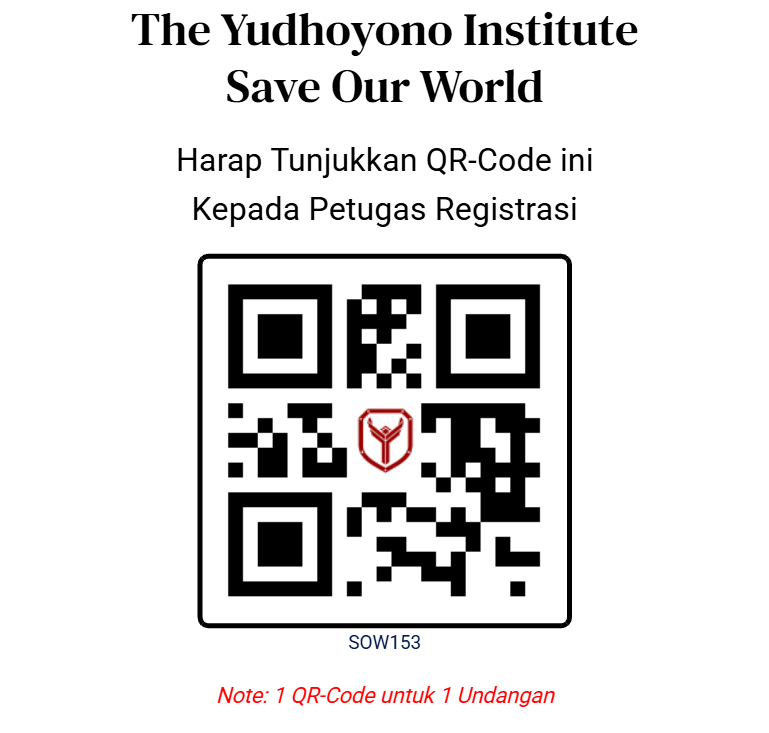 The Yudhoyono Institute
Save Our World
Harap Tunjukkan QR-Code ini
Kepada Petugas Registrasi
SOW153
Note: 1 QR-Code untuk 1 Undangan